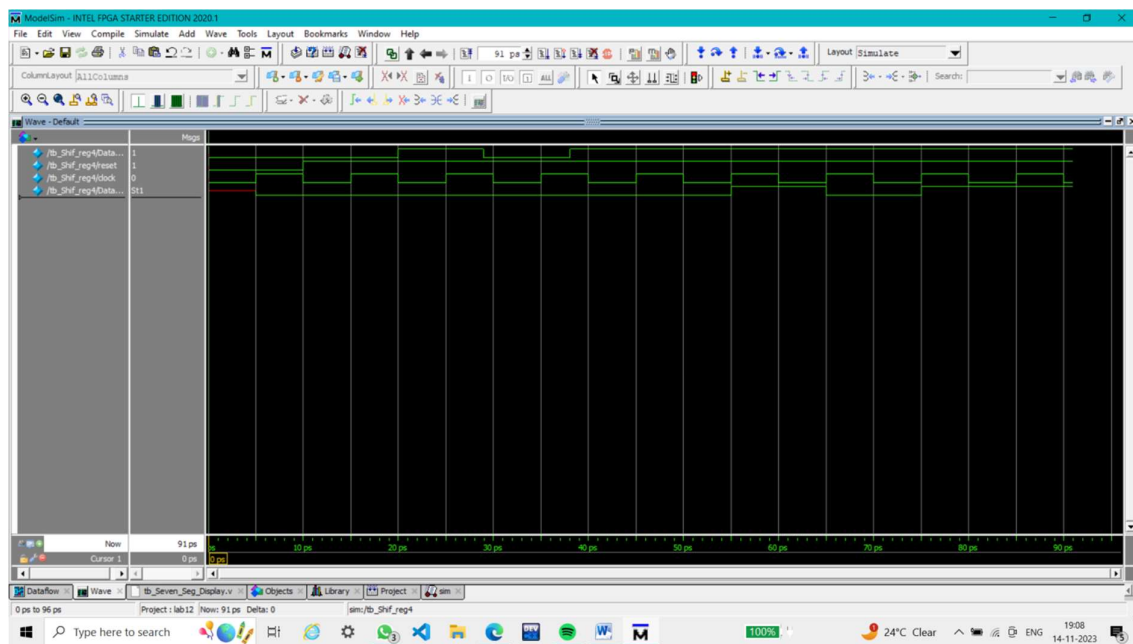 ModelSim - INTEL FPGA STARTER EDITION 2020.1
File Edit View Compile Simulate Add Wave Tools Layout Bookmarks Window Help
91 ps
Layout Simulate
ColumnLayout AllColumns
Search:
Wave - Default
Msgs
/tb_Shif_reg4/Data... 1
/tb_Shif_reg4/reset 1
/tb_Shif_reg4/clock 0
/tb_Shif_reg4/Data... St1
Now 91 ps
10 ps 20 ps 30 ps 40 ps 50 ps 60 ps 70 ps 80 ps 90 ps
Cursor 1 0 ps 0 ps
Dataflow Wave tb_Seven_Seg_Display.v Objects Library Project sim
0 ps to 96 ps Project : lab12 Now: 91 ps Delta: 0 sim:/tb_Shif_reg4
Type here to search 100% 24°C Clear ENG 19:08
14-11-2023